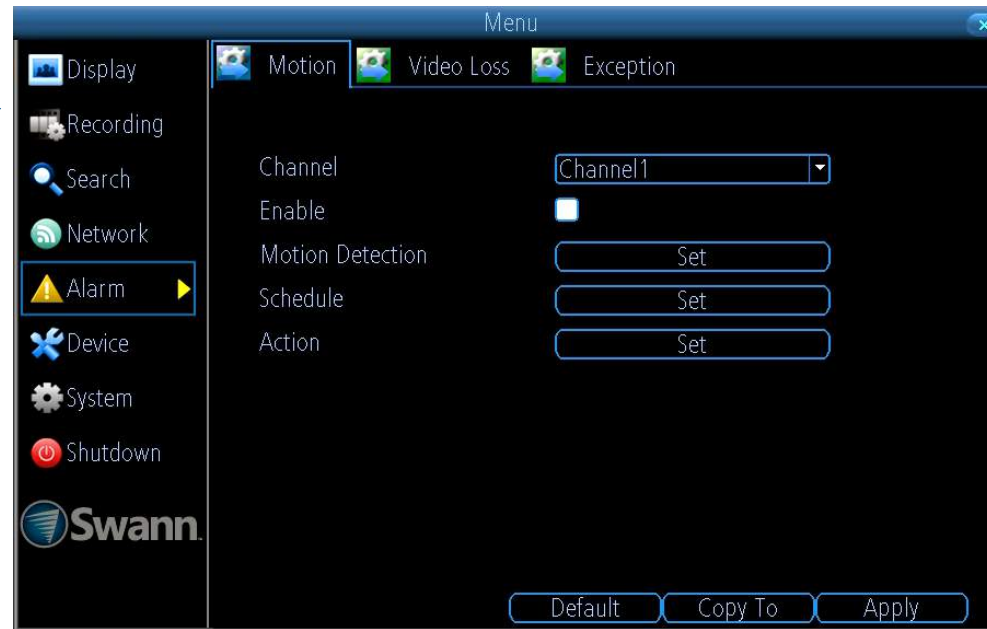 Menu
Display
Recording
Search
Network
Alarm
Device
System
Shutdown
Swann
Motion Video Loss Exception
Channel Channel1
Enable
Motion Detection Set
Schedule Set
Action Set
Default Copy To Apply